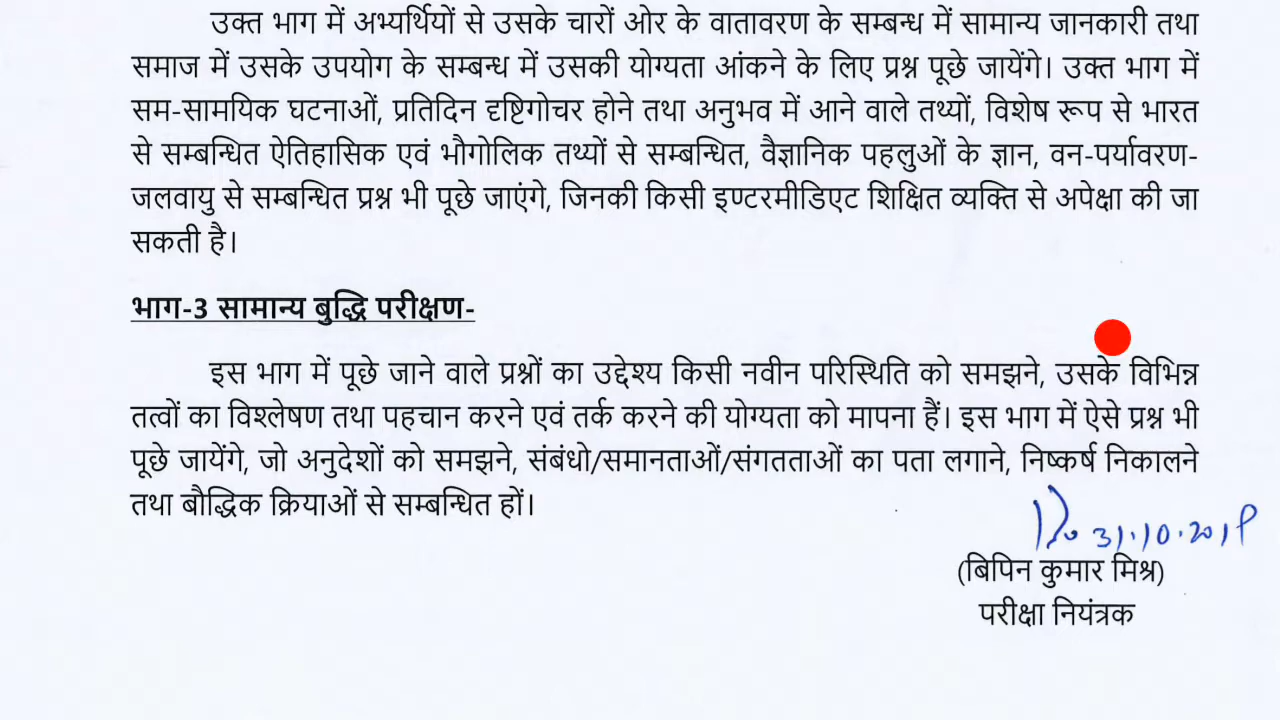 उक्त भाग में अभ्यर्थियों से उसके चारों ओर के वातावरण के सम्बन्ध में सामान्य जानकारी तथा
समाज में उसके उपयोग के सम्बन्ध में उसकी योग्यता आंकने के लिए प्रश्न पूछे जायेंगे। उक्त भाग में
सम-सामयिक घटनाओं, प्रतिदिन दृष्टिगोचर होने तथा अनुभव में आने वाले तथ्यों, विशेष रूप से भारत
से सम्बन्धित ऐतिहासिक एवं भौगोलिक तथ्यों से सम्बन्धित, वैज्ञानिक पहलुओं के ज्ञान, वन-पर्यावरण-
जलवायु से सम्बन्धित प्रश्न भी पूछे जाएंगे, जिनकी किसी इण्टरमीडिएट शिक्षित व्यक्ति से अपेक्षा की जा
सकती है।
भाग-3 सामान्य बुद्धि परीक्षण-
इस भाग में पूछे जाने वाले प्रश्नों का उद्देश्य किसी नवीन परिस्थिति को समझने, उसके विभिन्न
तत्वों का विश्लेषण तथा पहचान करने एवं तर्क करने की योग्यता को मापना हैं। इस भाग में ऐसे प्रश्न भी
पूछे जायेंगे, जो अनुदेशों को समझने, संबंधो/समानताओं/संगतताओं का पता लगाने, निष्कर्ष निकालने
तथा बौद्धिक क्रियाओं से सम्बन्धित हों।
31.10.2019
(बिपिन कुमार मिश्र)
परीक्षा नियंत्रक